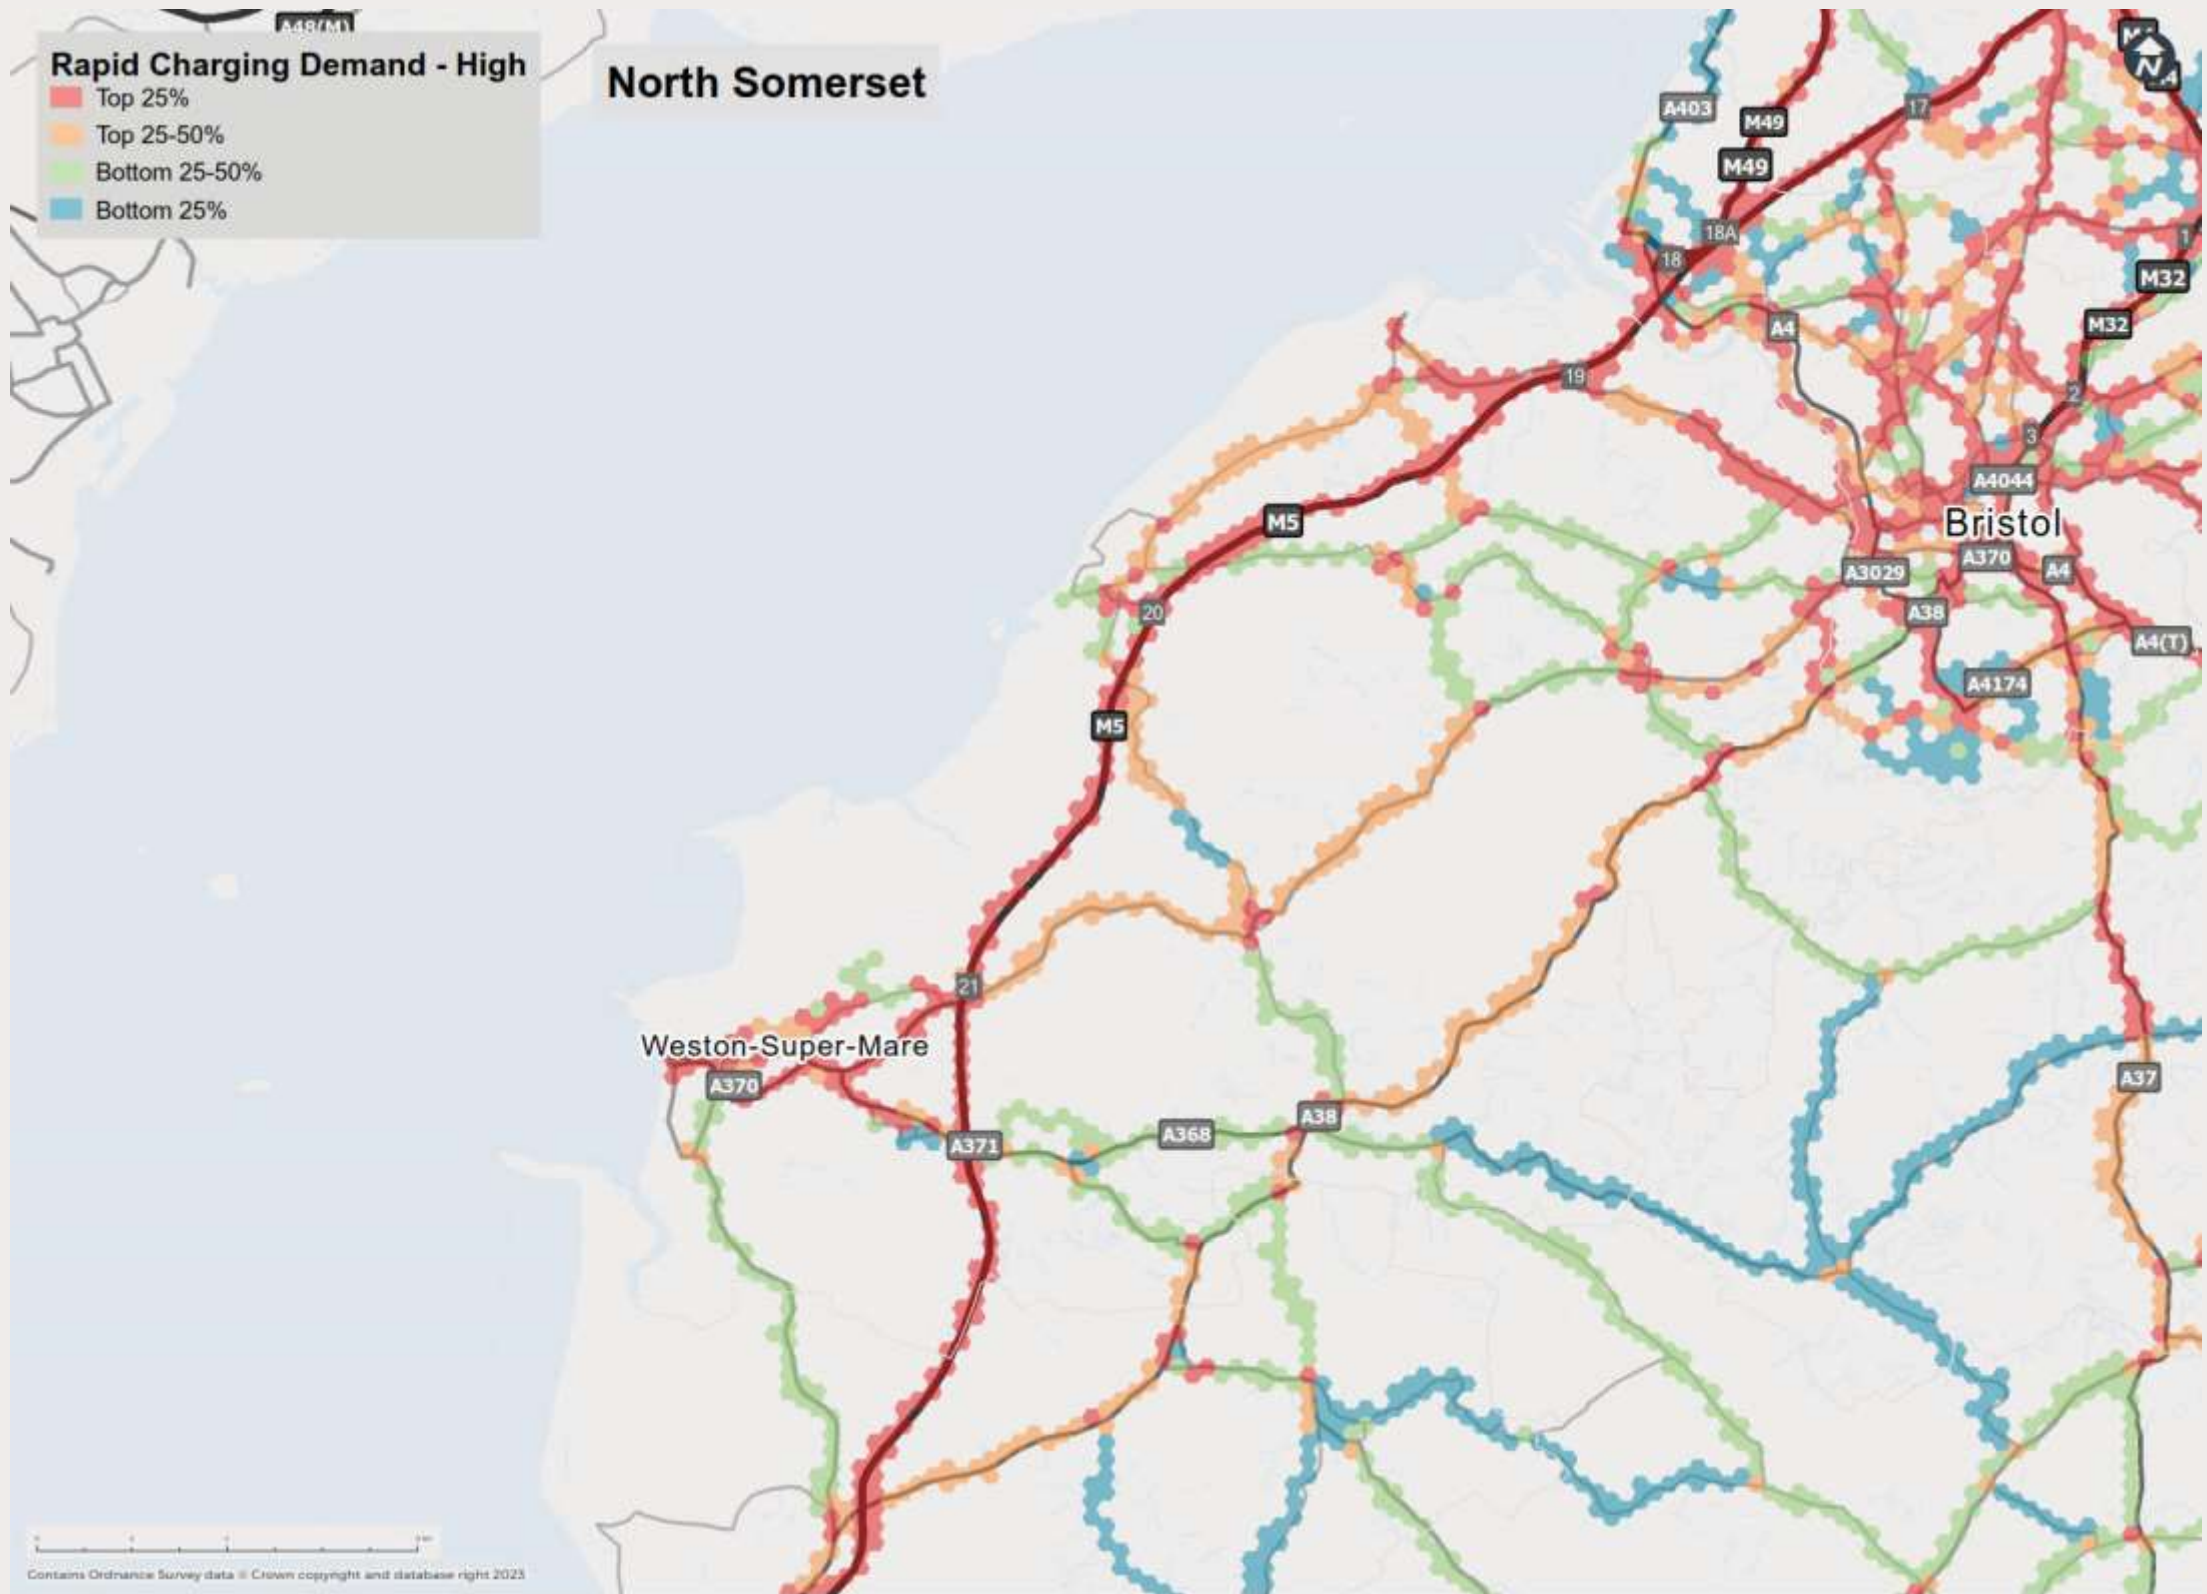 A48(M)
Rapid Charging Demand - High
Top 25%
Top 25-50%
Bottom 25-50%
Bottom 25%
North Somerset
N
A403
M49
M49
17
18A
18
1
M32
M32
A4
19
2
3
A4044
Bristol
M5
A3029
A370
A4
20
A38
A4(T)
A4174
M5
21
Weston-Super-Mare
A370
A37
A38
A368
A371
Contains Ordnance Survey data © Crown copyright and database right 2023